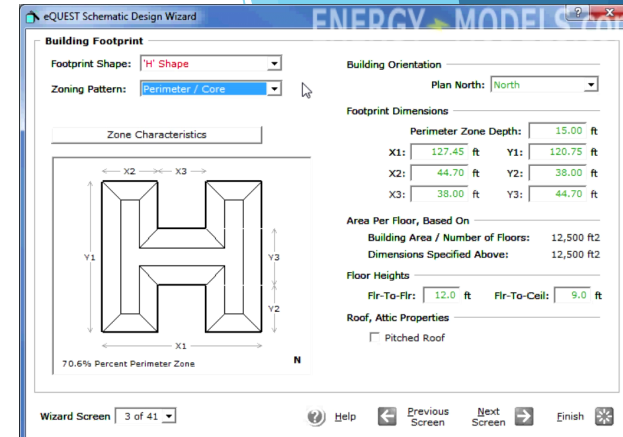 eQUEST Schematic Design Wizard
ENERGY MODELS.com
Building Footprint
Footprint Shape: 'H' Shape
Zoning Pattern: Perimeter / Core
Zone Characteristics
X2 X3
Y1
Y3
Y2
X1
70.6% Percent Perimeter Zone N
Building Orientation
Plan North: North
Footprint Dimensions
Perimeter Zone Depth: 15.00 ft
X1: 127.45 ft Y1: 120.75 ft
X2: 44.70 ft Y2: 38.00 ft
X3: 38.00 ft Y3: 44.70 ft
Area Per Floor, Based On
Building Area / Number of Floors: 12,500 ft2
Dimensions Specified Above: 12,500 ft2
Floor Heights
Flr-To-Flr: 12.0 ft Flr-To-Ceil: 9.0 ft
Roof, Attic Properties
Pitched Roof
Wizard Screen 3 of 41
? Help
Previous Screen
Next Screen
Finish